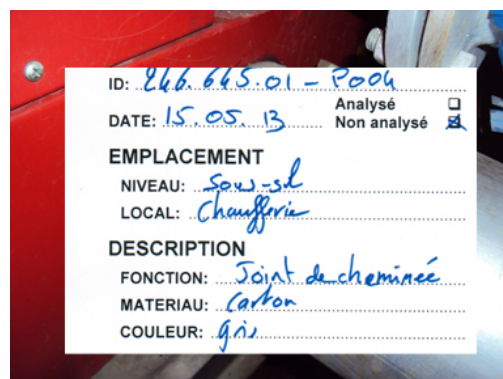 ID: 246.645.01 - P004
Analysé
DATE: 15.05.13 Non analysé
EMPLACEMENT
NIVEAU: Sous-sol
LOCAL: Chaufferie
DESCRIPTION
FONCTION: Joint de cheminée
MATERIAU: Carton
COULEUR: Gris